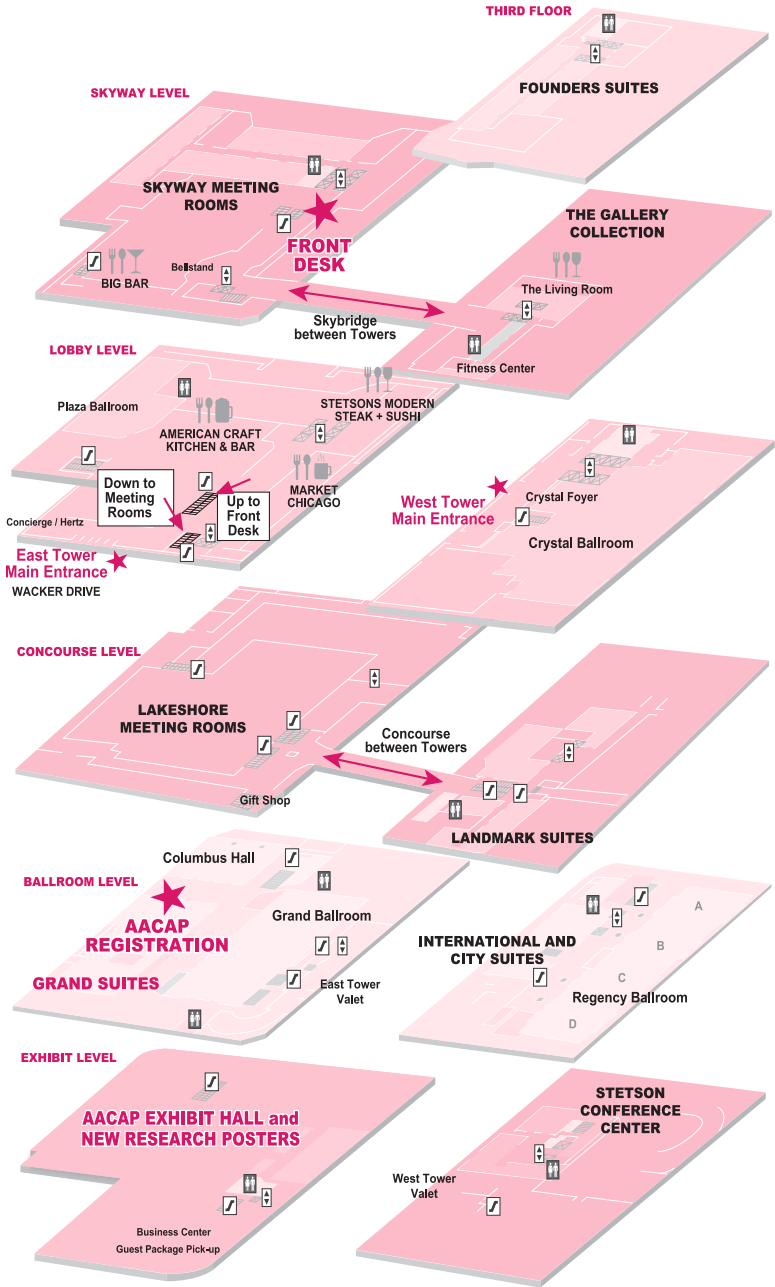 THIRD FLOOR
FOUNDERS SUITES
SKYWAY LEVEL
SKYWAY MEETING
ROOMS
FRONT
DESK
BIG BAR
Bellstand
THE GALLERY
COLLECTION
The Living Room
Fitness Center
Skybridge
between Towers
LOBBY LEVEL
Plaza Ballroom
AMERICAN CRAFT
KITCHEN & BAR
STETSONS MODERN
STEAK + SUSHI
MARKET
CHICAGO
Down to
Meeting
Rooms
Up to
Front
Desk
Concierge / Hertz
East Tower
Main Entrance
WACKER DRIVE
West Tower
Main Entrance
Crystal Foyer
Crystal Ballroom
CONCOURSE LEVEL
LAKESHORE
MEETING ROOMS
Gift Shop
Concourse
between Towers
LANDMARK SUITES
BALLROOM LEVEL
Columbus Hall
AACAP
REGISTRATION
Grand Ballroom
GRAND SUITES
East Tower
Valet
INTERNATIONAL AND
CITY SUITES
A
B
C
D
Regency Ballroom
EXHIBIT LEVEL
AACAP EXHIBIT HALL and
NEW RESEARCH POSTERS
Business Center
Guest Package Pick-up
STETSON
CONFERENCE
CENTER
West Tower
Valet